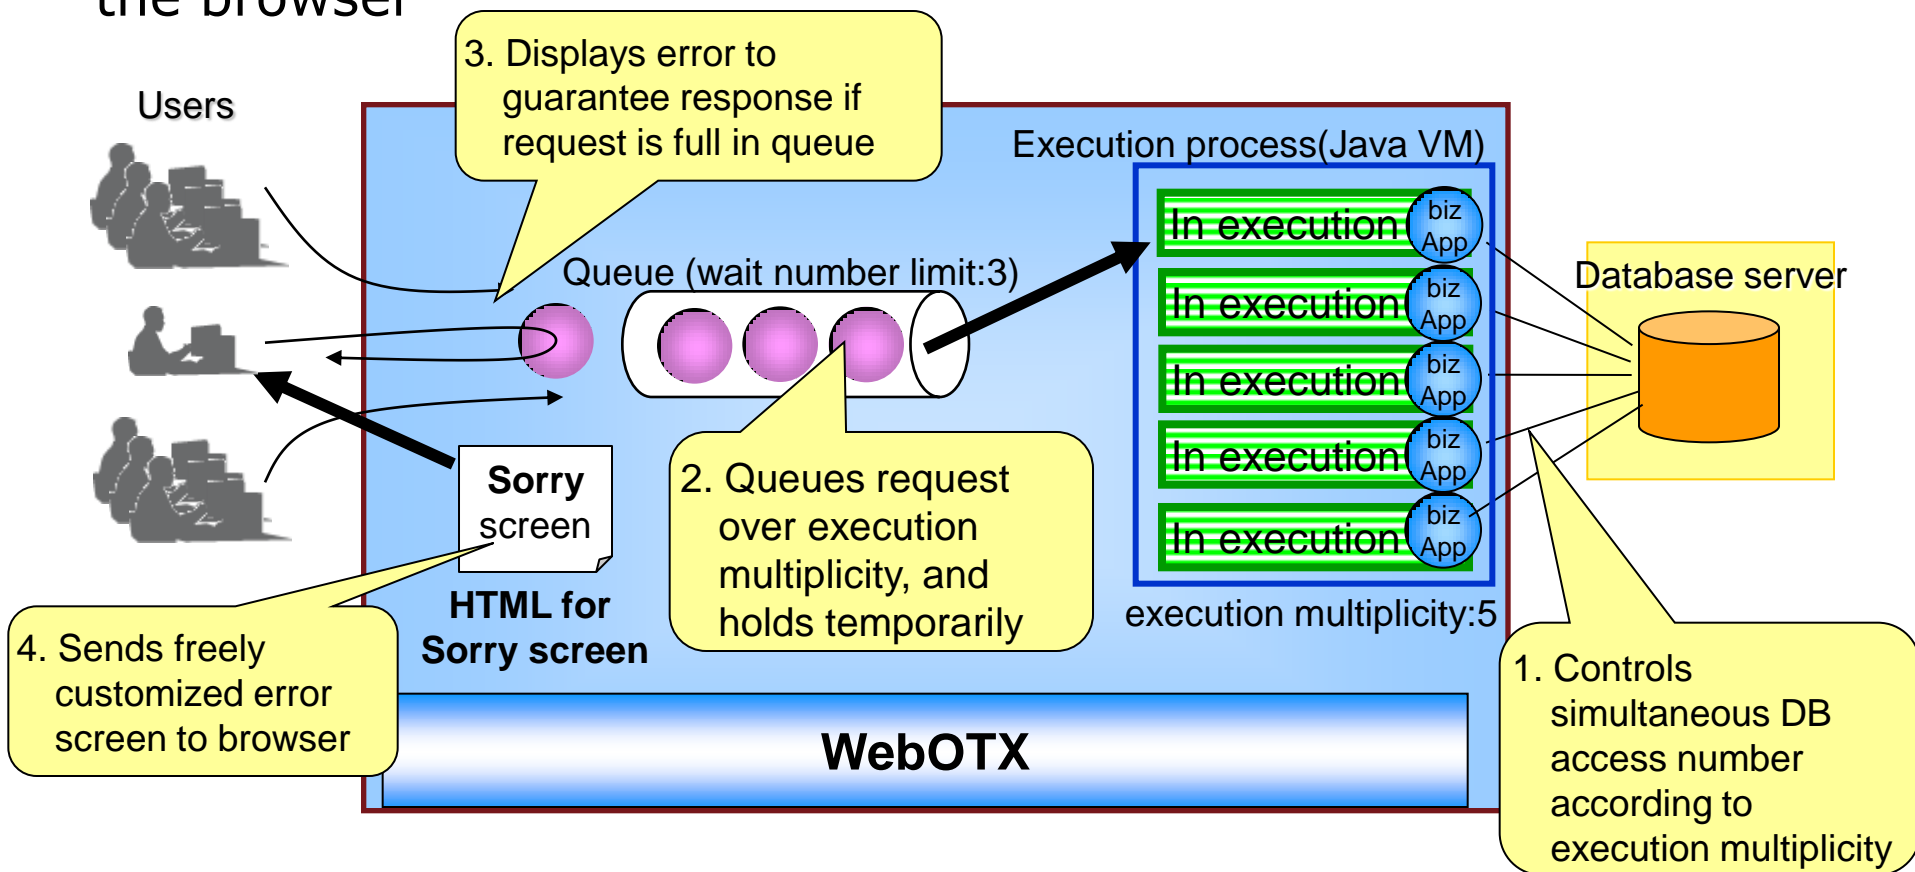 the browser
3. Displays error to
guarantee response if
request is full in queue
Users
Execution process(Java VM)
In execution
biz
App
Queue (wait number limit:3)
Database server
In execution
biz
App
In execution
biz
App
In execution
biz
App
In execution
biz
App
Sorry
screen
2. Queues request
over execution
multiplicity, and
holds temporarily
HTML for
Sorry screen
execution multiplicity:5
4. Sends freely
customized error
screen to browser
1. Controls
simultaneous DB
access number
according to
execution multiplicity
WebOTX